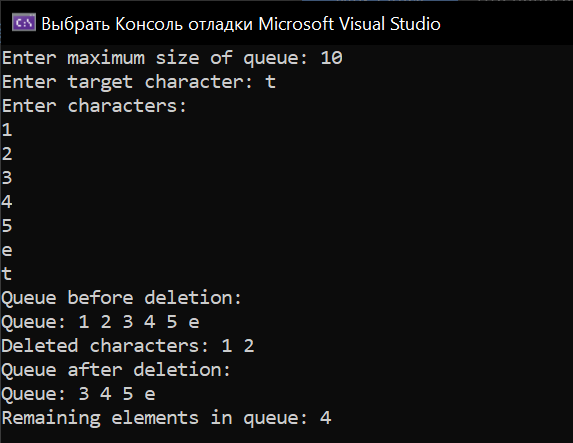 Выбрать Консоль отладки Microsoft Visual Studio
Enter maximum size of queue: 10
Enter target character: t
Enter characters:
1
2
3
4
5
e
t
Queue before deletion:
Queue: 1 2 3 4 5 e
Deleted characters: 1 2
Queue after deletion:
Queue: 3 4 5 e
Remaining elements in queue: 4